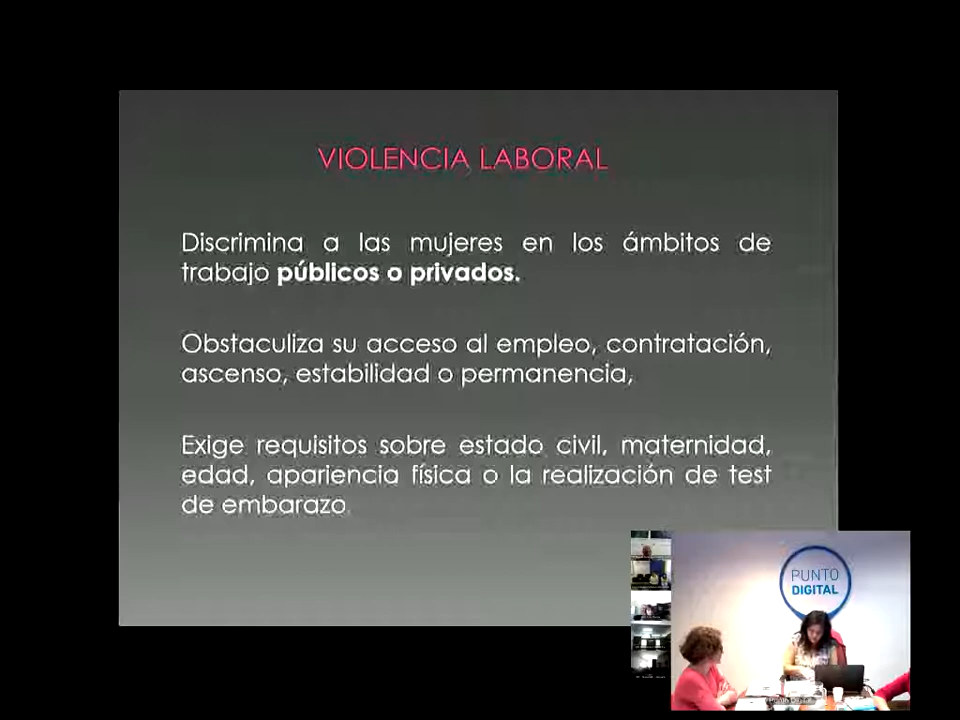 VIOLENCIA LABORAL
Discrimina a las mujeres en los ámbitos de
trabajo públicos o privados.
Obstaculiza su acceso al empleo, contratación,
ascenso, estabilidad o permanencia,
Exige requisitos sobre estado civil, maternidad,
edad, apariencia física o la realización de test
de embarazo
PUNTO
DIGITAL
Punto Digital